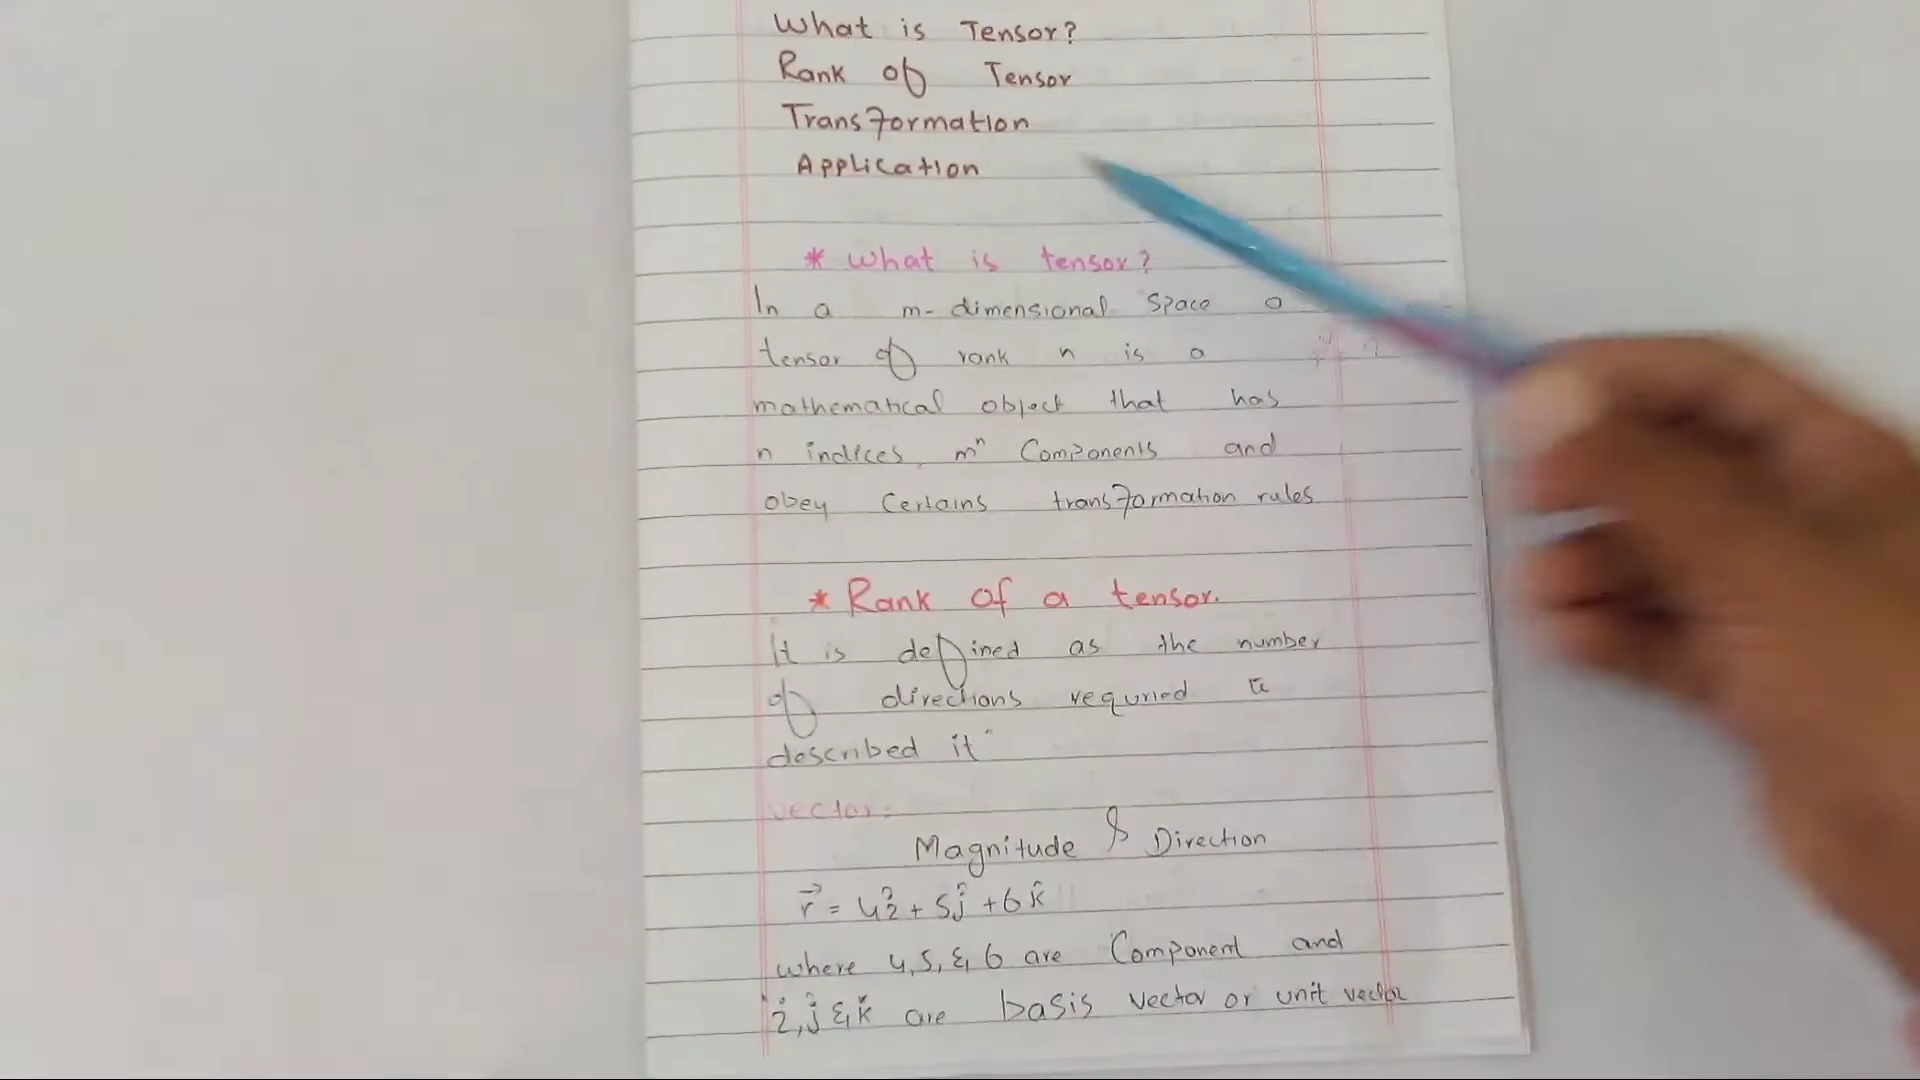 What is Tensor?
Rank of Tensor
Transformation
Application
* What is tensor?
In a m-dimensional space a
tensor of rank n is a
mathematical object that has
n indices, mⁿ Components and
obey Certains transformation rules
* Rank of a tensor.
It is defined as the number
of directions requried to
described it"
Vector:
Magnitude & Direction
r⃗ = 4î + 5ĵ + 6k̂
where 4, 5, & 6 are Component and
î, ĵ & k̂ are basis vector or unit vector